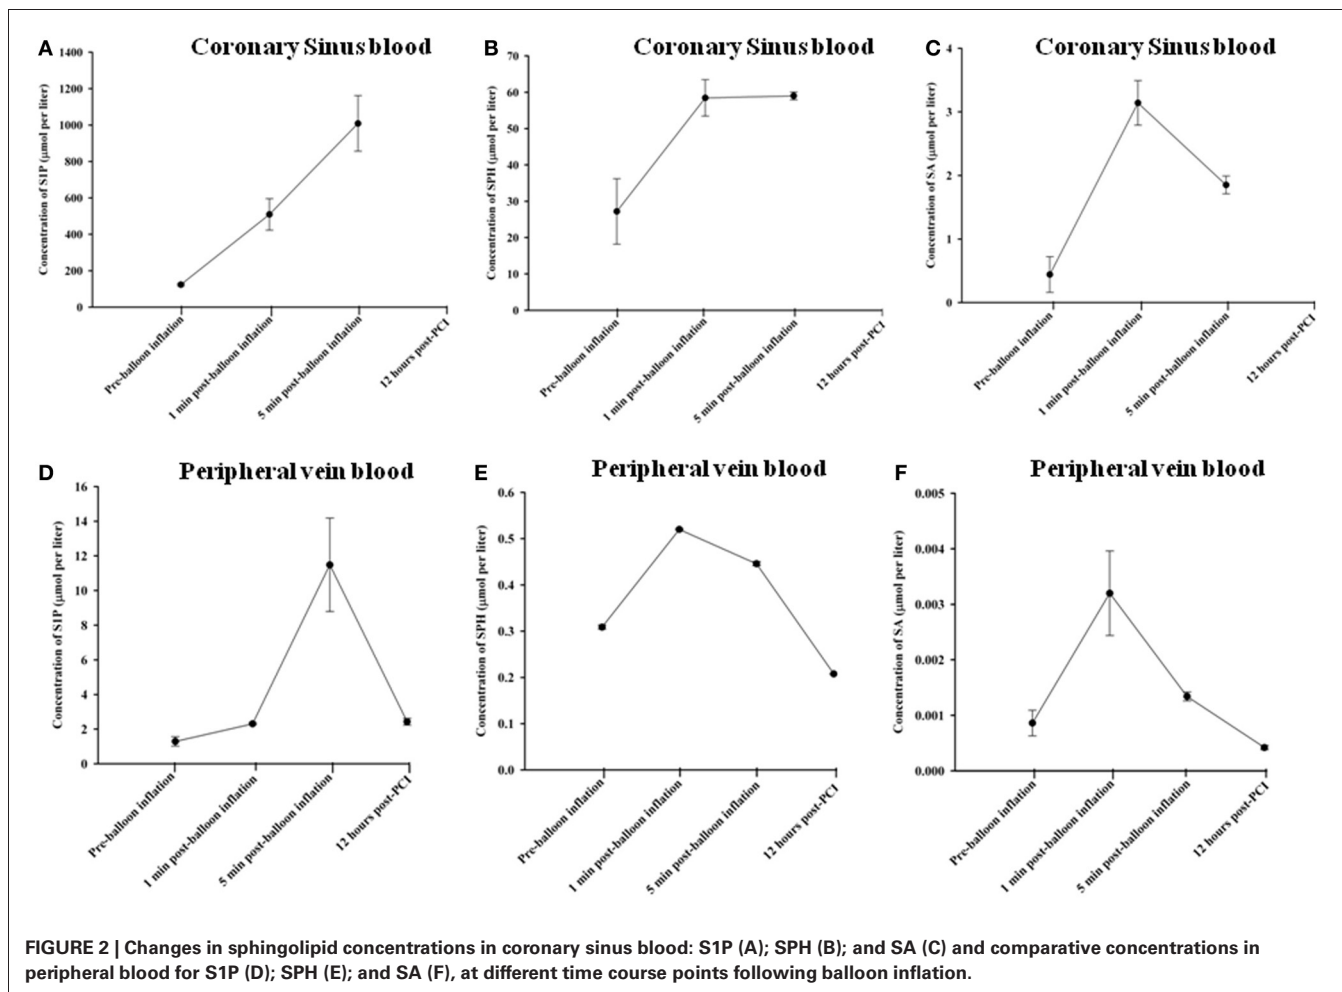 A
Coronary Sinus blood
Concentration of S1P (µmol per liter)
1400
1200
1000
800
600
400
200
0
Pre-balloon inflation
1 min post-balloon inflation
5 min post-balloon inflation
12 hours post-PCI
B
Coronary Sinus blood
Concentration of SPH (µmol per liter)
70
60
50
40
30
20
10
0
Pre-balloon inflation
1 min post-balloon inflation
5 min post-balloon inflation
12 hours post-PCI
C
Coronary Sinus blood
Concentration of SA (µmol per liter)
4
3
2
1
0
Pre-balloon inflation
1 min post-balloon inflation
5 min post-balloon inflation
12 hours post-PCI
D
Peripheral vein blood
Concentration of S1P (µmol per liter)
16
14
12
10
8
6
4
2
0
Pre-balloon inflation
1 min post-balloon inflation
5 min post-balloon inflation
12 hours post-PCI
E
Peripheral vein blood
Concentration of SPH (µmol per liter)
0.6
0.5
0.4
0.3
0.2
0.1
0.0
Pre-balloon inflation
1 min post-balloon inflation
5 min post-balloon inflation
12 hours post-PCI
F
Peripheral vein blood
Concentration of SA (µmol per liter)
0.005
0.004
0.003
0.002
0.001
0.000
Pre-balloon inflation
1 min post-balloon inflation
5 min post-balloon inflation
12 hours post-PCI
FIGURE 2 | Changes in sphingolipid concentrations in coronary sinus blood: S1P (A); SPH (B); and SA (C) and comparative concentrations in
peripheral blood for S1P (D); SPH (E); and SA (F), at different time course points following balloon inflation.